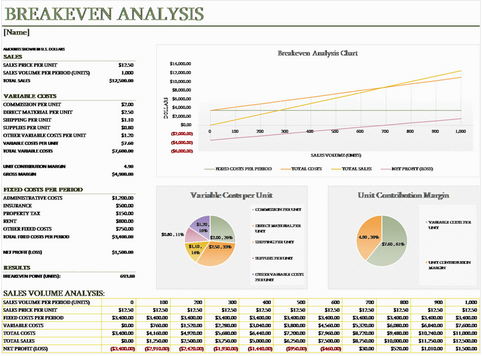 BREAKEVEN ANALYSIS
[Name]
AMOUNTS SHOWN IN U.S. DOLLARS
SALES
SALES PRICE PER UNIT $12.50
SALES VOLUME PER PERIOD (UNITS) 1,000
TOTAL SALES $12,500.00
VARIABLE COSTS
COMMISSION PER UNIT $2.00
DIRECT MATERIAL PER UNIT $2.50
SHIPPING PER UNIT $1.10
SUPPLIES PER UNIT $0.80
OTHER VARIABLE COSTS PER UNIT $1.20
VARIABLE COSTS PER UNIT $7.60
TOTAL VARIABLE COSTS $7,600.00
UNIT CONTRIBUTION MARGIN 4.90
GROSS MARGIN $4,900.00
FIXED COSTS PER PERIOD
ADMINISTRATIVE COSTS $1,200.00
INSURANCE $500.00
PROPERTY TAX $150.00
RENT $800.00
OTHER FIXED COSTS $750.00
TOTAL FIXED COSTS PER PERIOD $3,400.00
NET PROFIT (LOSS) $1,500.00
RESULTS
BREAKEVEN POINT (UNITS): 693.88
Breakeven Analysis Chart
DOLLARS
$14,000.00
$12,000.00
$10,000.00
$8,000.00
$6,000.00
$4,000.00
$2,000.00
$0.00
($2,000.00)
($4,000.00)
($6,000.00)
0 100 200 300 400 500 600 700 800 900 1,000
SALES VOLUME (UNITS)
FIXED COSTS PER PERIOD TOTAL COSTS TOTAL SALES NET PROFIT (LOSS)
Variable Costs per Unit
$2.00, 26%
$2.50, 33%
$1.10, 14%
$0.80, 11%
$1.20, 16%
COMMISSION PER UNIT
DIRECT MATERIAL PER UNIT
SHIPPING PER UNIT
SUPPLIES PER UNIT
OTHER VARIABLE COSTS PER UNIT
Unit Contribution Margin
4.90, 39%
$7.60, 61%
VARIABLE COSTS PER UNIT
UNIT CONTRIBUTION MARGIN
SALES VOLUME ANALYSIS:
SALES VOLUME PER PERIOD (UNITS) 0 100 200 300 400 500 600 700 800 900 1,000
SALES PRICE PER UNIT $12.50 $12.50 $12.50 $12.50 $12.50 $12.50 $12.50 $12.50 $12.50 $12.50 $12.50
FIXED COSTS PER PERIOD $3,400.00 $3,400.00 $3,400.00 $3,400.00 $3,400.00 $3,400.00 $3,400.00 $3,400.00 $3,400.00 $3,400.00 $3,400.00
VARIABLE COSTS $0.00 $760.00 $1,520.00 $2,280.00 $3,040.00 $3,800.00 $4,560.00 $5,320.00 $6,080.00 $6,840.00 $7,600.00
TOTAL COSTS $3,400.00 $4,160.00 $4,920.00 $5,680.00 $6,440.00 $7,200.00 $7,960.00 $8,720.00 $9,480.00 $10,240.00 $11,000.00
TOTAL SALES $0.00 $1,250.00 $2,500.00 $3,750.00 $5,000.00 $6,250.00 $7,500.00 $8,750.00 $10,000.00 $11,250.00 $12,500.00
NET PROFIT (LOSS) ($3,400.00) ($2,910.00) ($2,420.00) ($1,930.00) ($1,440.00) ($950.00) ($460.00) $30.00 $520.00 $1,010.00 $1,500.00